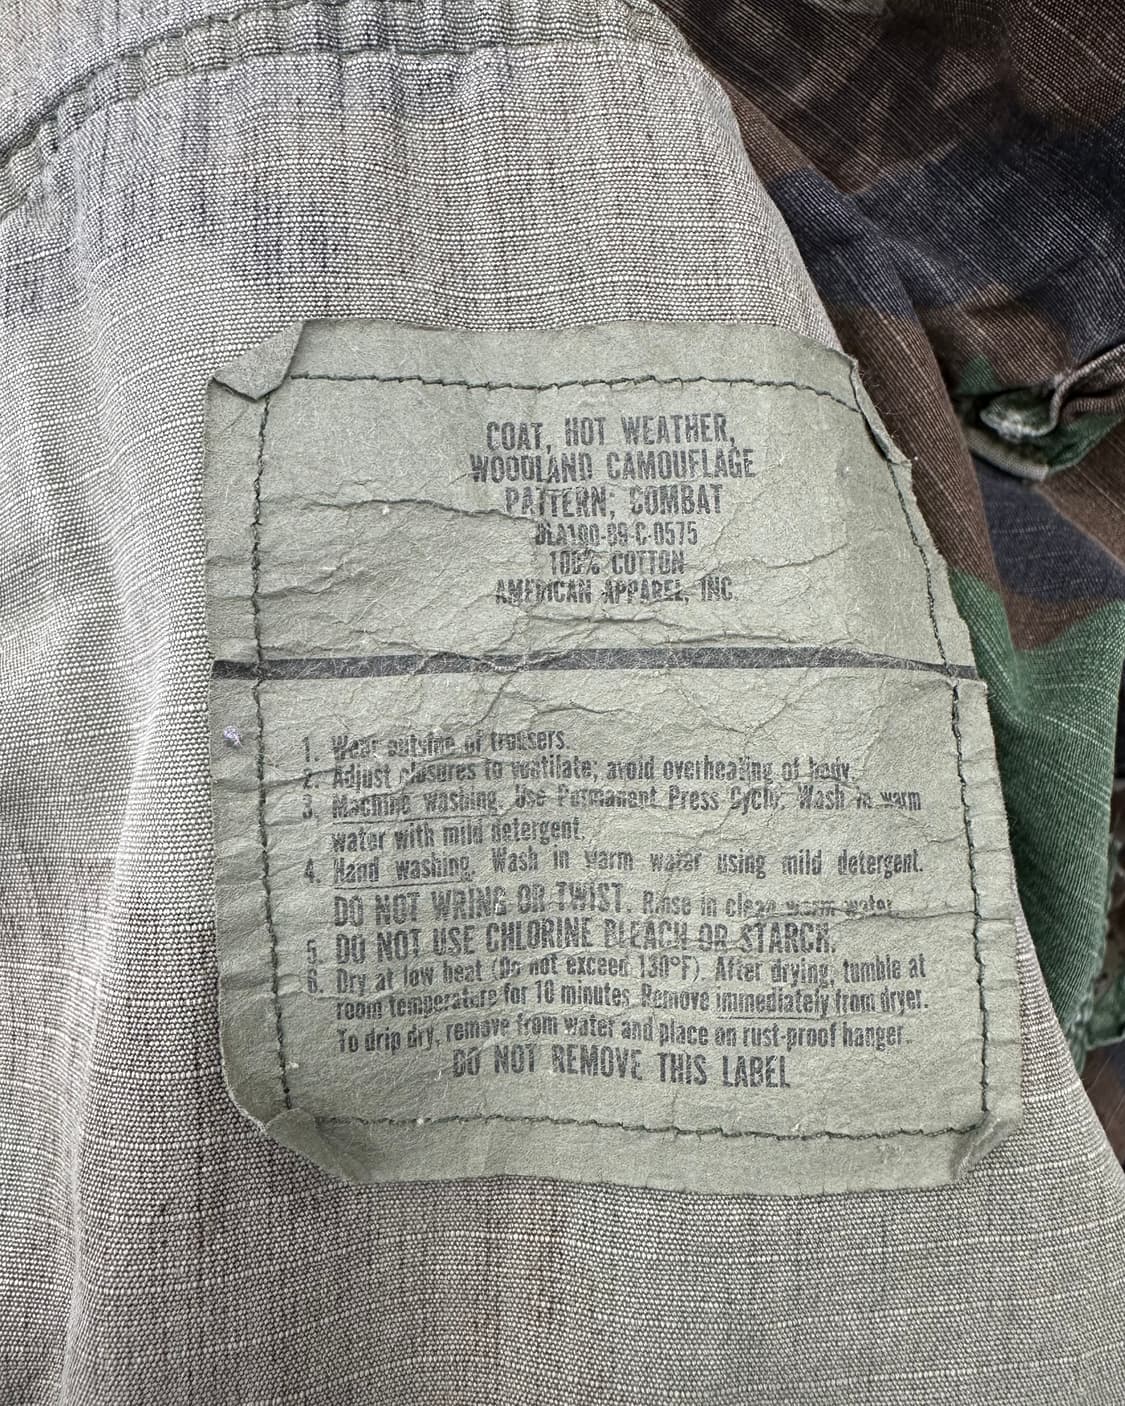 COAT, HOT WEATHER,
WOODLAND CAMOUFLAGE
PATTERN; COMBAT
DLA100-89-C-0575
100% COTTON
AMERICAN APPAREL, INC.
1. Wear outside of trousers.
2. Adjust closures to ventilate; avoid overheating of body.
3. Machine washing. Use Permanent Press Cycle. Wash in warm
water with mild detergent.
4. Hand washing. Wash in warm water using mild detergent.
DO NOT WRING OR TWIST. Rinse in clean warm water.
5. DO NOT USE CHLORINE BLEACH OR STARCH.
6. Dry at low heat (Do not exceed 130°F). After drying, tumble at
room temperature for 10 minutes. Remove immediately from dryer.
To drip dry, remove from water and place on rust-proof hanger.
DO NOT REMOVE THIS LABEL